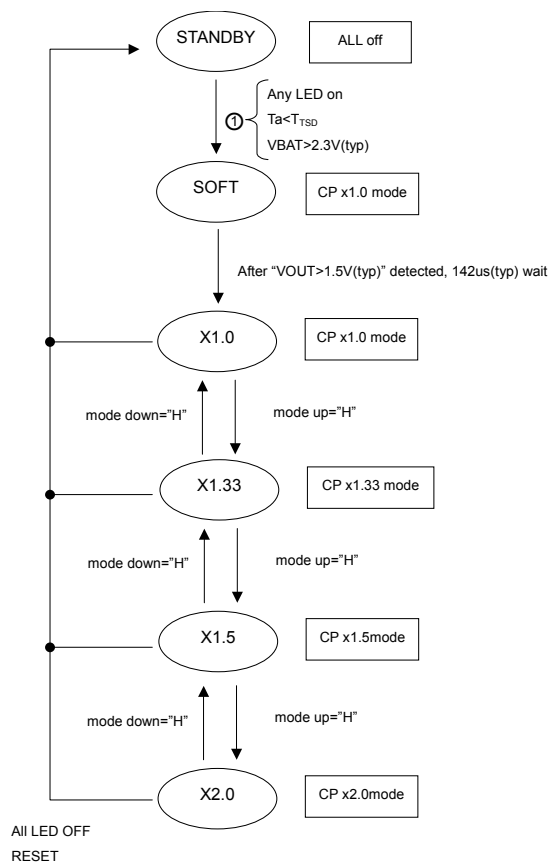 STANDBY
ALL off
①
Any LED on
Ta<TTSD
VBAT>2.3V(typ)
SOFT
CP x1.0 mode
After “VOUT>1.5V(typ)” detected, 142us(typ) wait
X1.0
CP x1.0 mode
mode down=”H”
mode up=”H”
X1.33
CP x1.33 mode
mode down=”H”
mode up=”H”
X1.5
CP x1.5mode
mode down=”H”
mode up=”H”
X2.0
CP x2.0mode
All LED OFF
RESET